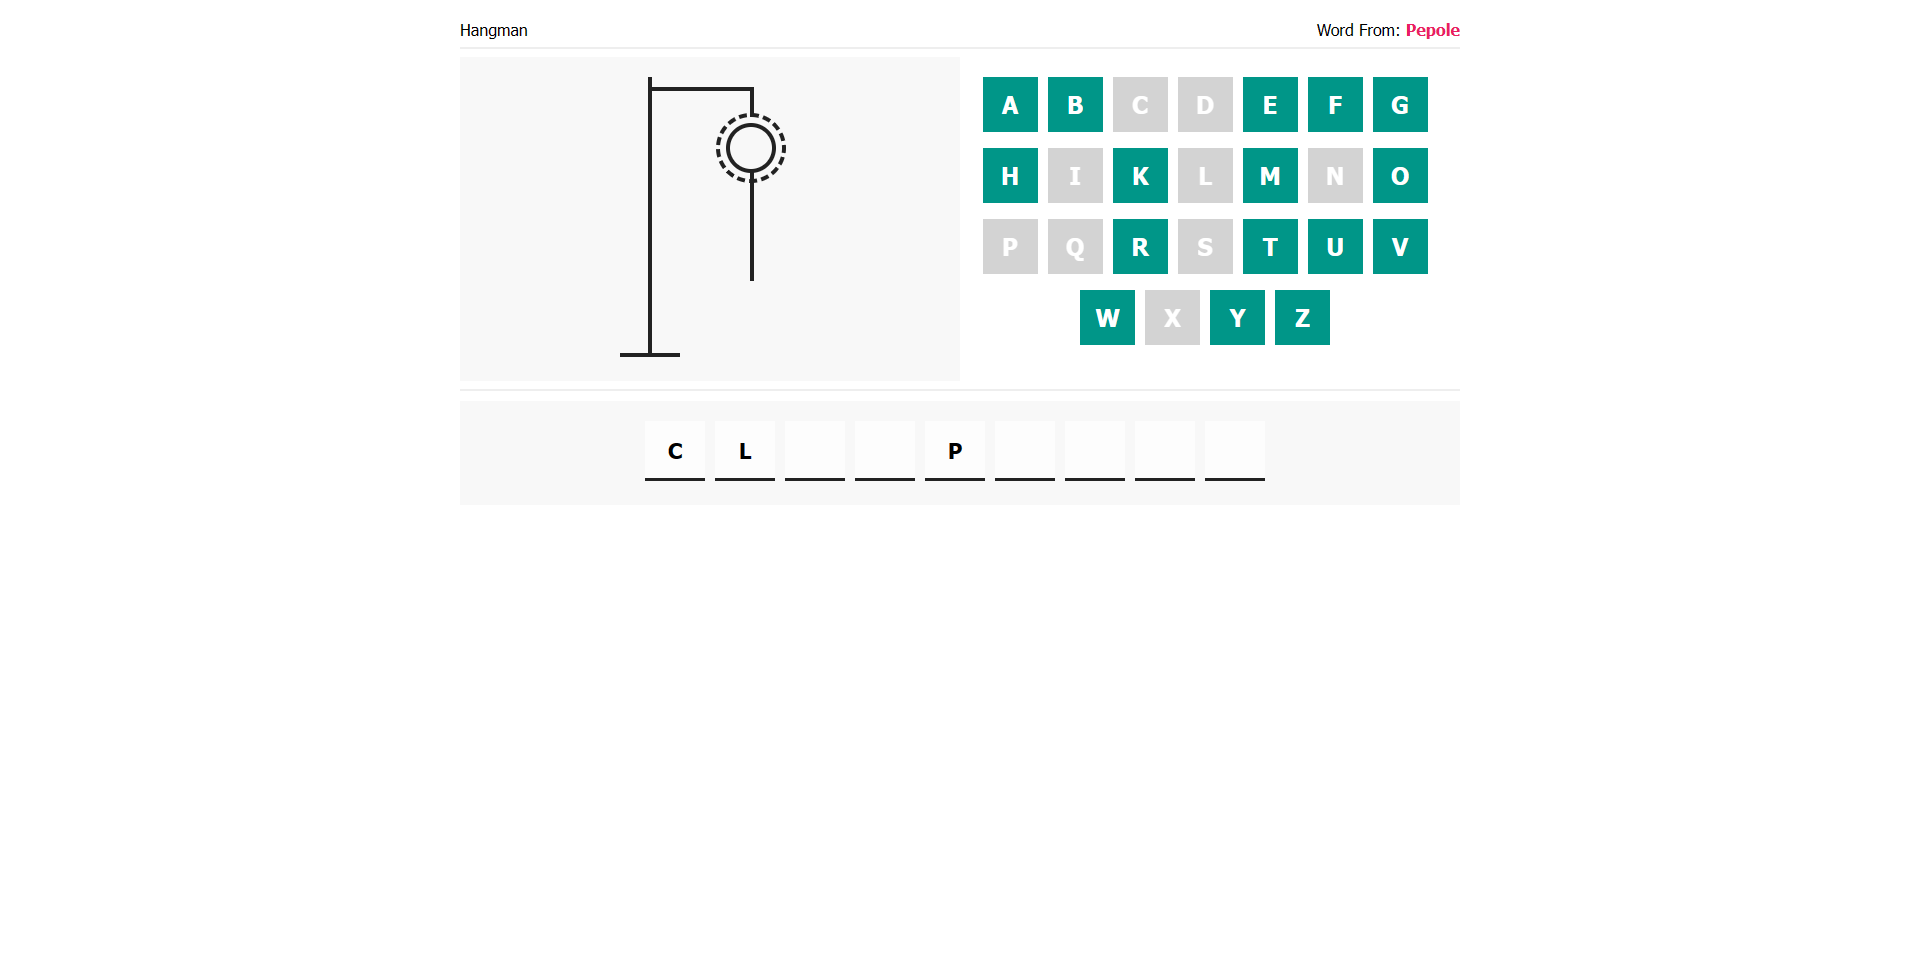 Hangman
Word From: Pepole
A B C D E F G
H I K L M N O
P Q R S T U V
W X Y Z
C L P